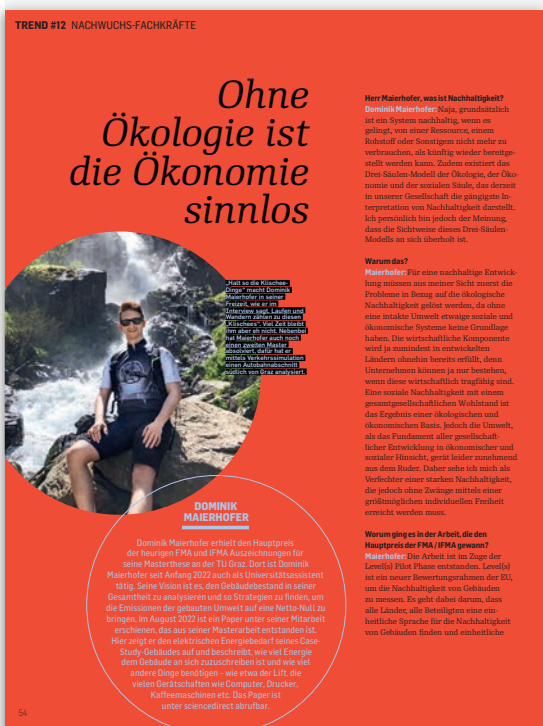 TREND #12 NACHWUCHS-FACHKRÄFTE
Ohne
Ökologie ist
die Ökonomie
sinnlos
„Halt so die Klischee-
Dinge“ macht Dominik
Maierhofer in seiner
Freizeit, wie er im
Interview sagt. Laufen und
Wandern zählen zu diesen
„Klischees“. Viel Zeit bleibt
ihm aber eh nicht. Nebenbei
hat Maierhofer auch noch
einen zweiten Master
absolviert, dafür hat er
mittels Verkehrssimulation
einen Autobahnabschnitt
südlich von Graz analysiert.
DOMINIK
MAIERHOFER
Dominik Maierhofer erhielt den Hauptpreis
der heurigen FMA und IFMA Auszeichnungen für
seine Masterthese an der TU Graz. Dort ist Dominik
Maierhofer seit Anfang 2022 auch als Universitätsassistent
tätig. Seine Vision ist es, den Gebäudebestand in seiner
Gesamtheit zu analysieren und so Strategien zu finden, um
die Emissionen der gebauten Umwelt auf eine Netto-Null zu
bringen. Im August 2022 ist ein Paper unter seiner Mitarbeit
erschienen, das aus seiner Masterarbeit entstanden ist.
Hier zeigt er den elektrischen Energiebedarf seines Case-
Study-Gebäudes auf und beschreibt, wie viel Energie
dem Gebäude an sich zuzuschreiben ist und wie viel
andere Dinge benötigen – wie etwa der Lift, die
vielen Gerätschaften wie Computer, Drucker,
Kaffeemaschinen etc. Das Paper ist
unter sciencedirect abrufbar.
Herr Maierhofer, was ist Nachhaltigkeit?
Dominik Maierhofer: Naja, grundsätzlich
ist ein System nachhaltig, wenn es
gelingt, von einer Ressource, einem
Rohstoff oder Sonstigem nicht mehr zu
verbrauchen, als künftig wieder bereitge-
stellt werden kann. Zudem existiert das
Drei-Säulen-Modell der Ökologie, der Öko-
nomie und der sozialen Säule, das derzeit
in unserer Gesellschaft die gängigste In-
terpretation von Nachhaltigkeit darstellt.
Ich persönlich bin jedoch der Meinung,
dass die Sichtweise dieses Drei-Säulen-
Modells an sich überholt ist.
Warum das?
Maierhofer: Für eine nachhaltige Entwick-
lung müssen aus meiner Sicht zuerst die
Probleme in Bezug auf die ökologische
Nachhaltigkeit gelöst werden, da ohne
eine intakte Umwelt etwaige soziale und
ökonomische Systeme keine Grundlage
haben. Die wirtschaftliche Komponente
wird ja zumindest in entwickelten
Ländern ohnehin bereits erfüllt, denn
Unternehmen können ja nur bestehen,
wenn diese wirtschaftlich tragfähig sind.
Eine soziale Nachhaltigkeit mit einem
gesamtgesellschaftlichen Wohlstand ist
das Ergebnis einer ökologischen und
ökonomischen Basis. Jedoch die Umwelt,
als das Fundament aller gesellschaft-
licher Entwicklung in ökonomischer und
sozialer Hinsicht, gerät leider zunehmend
aus dem Ruder. Daher sehe ich mich als
Verfechter einer starken Nachhaltigkeit,
die jedoch ohne Zwänge mittels einer
größtmöglichen individuellen Freiheit
erreicht werden muss.
Worum ging es in der Arbeit, die den
Hauptpreis der FMA / IFMA gewann?
Maierhofer: Die Arbeit ist im Zuge der
Level(s) Pilot Phase entstanden. Level(s)
ist ein neuer Bewertungsrahmen der EU,
um die Nachhaltigkeit von Gebäuden
zu messen. Es geht dabei darum, dass
alle Länder, alle Beteiligten eine ein-
heitliche Sprache für die Nachhaltigkeit
von Gebäuden finden und einheitliche
54